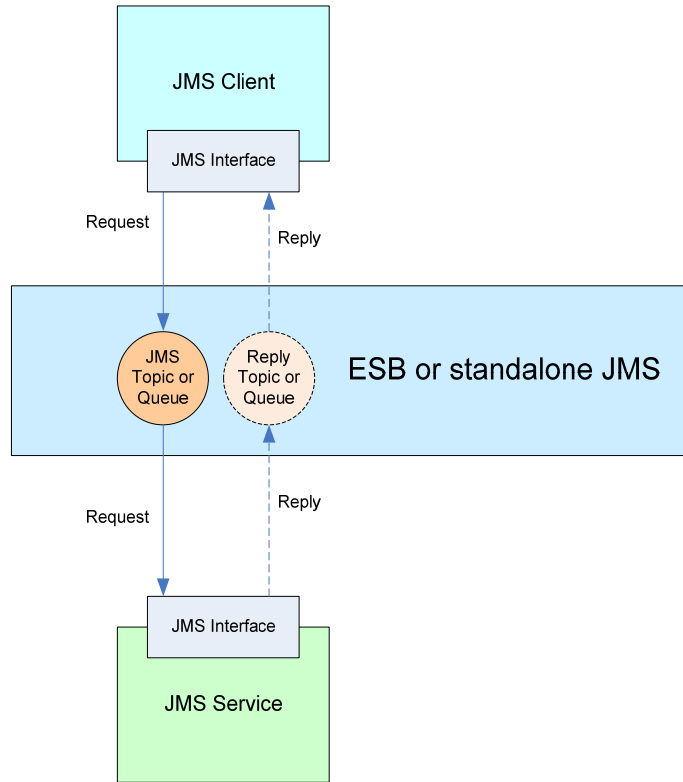 JMS Client
JMS Interface
Request
Reply
JMS
Topic or
Queue
Reply
Topic or
Queue
ESB or standalone JMS
Request
Reply
JMS Interface
JMS Service